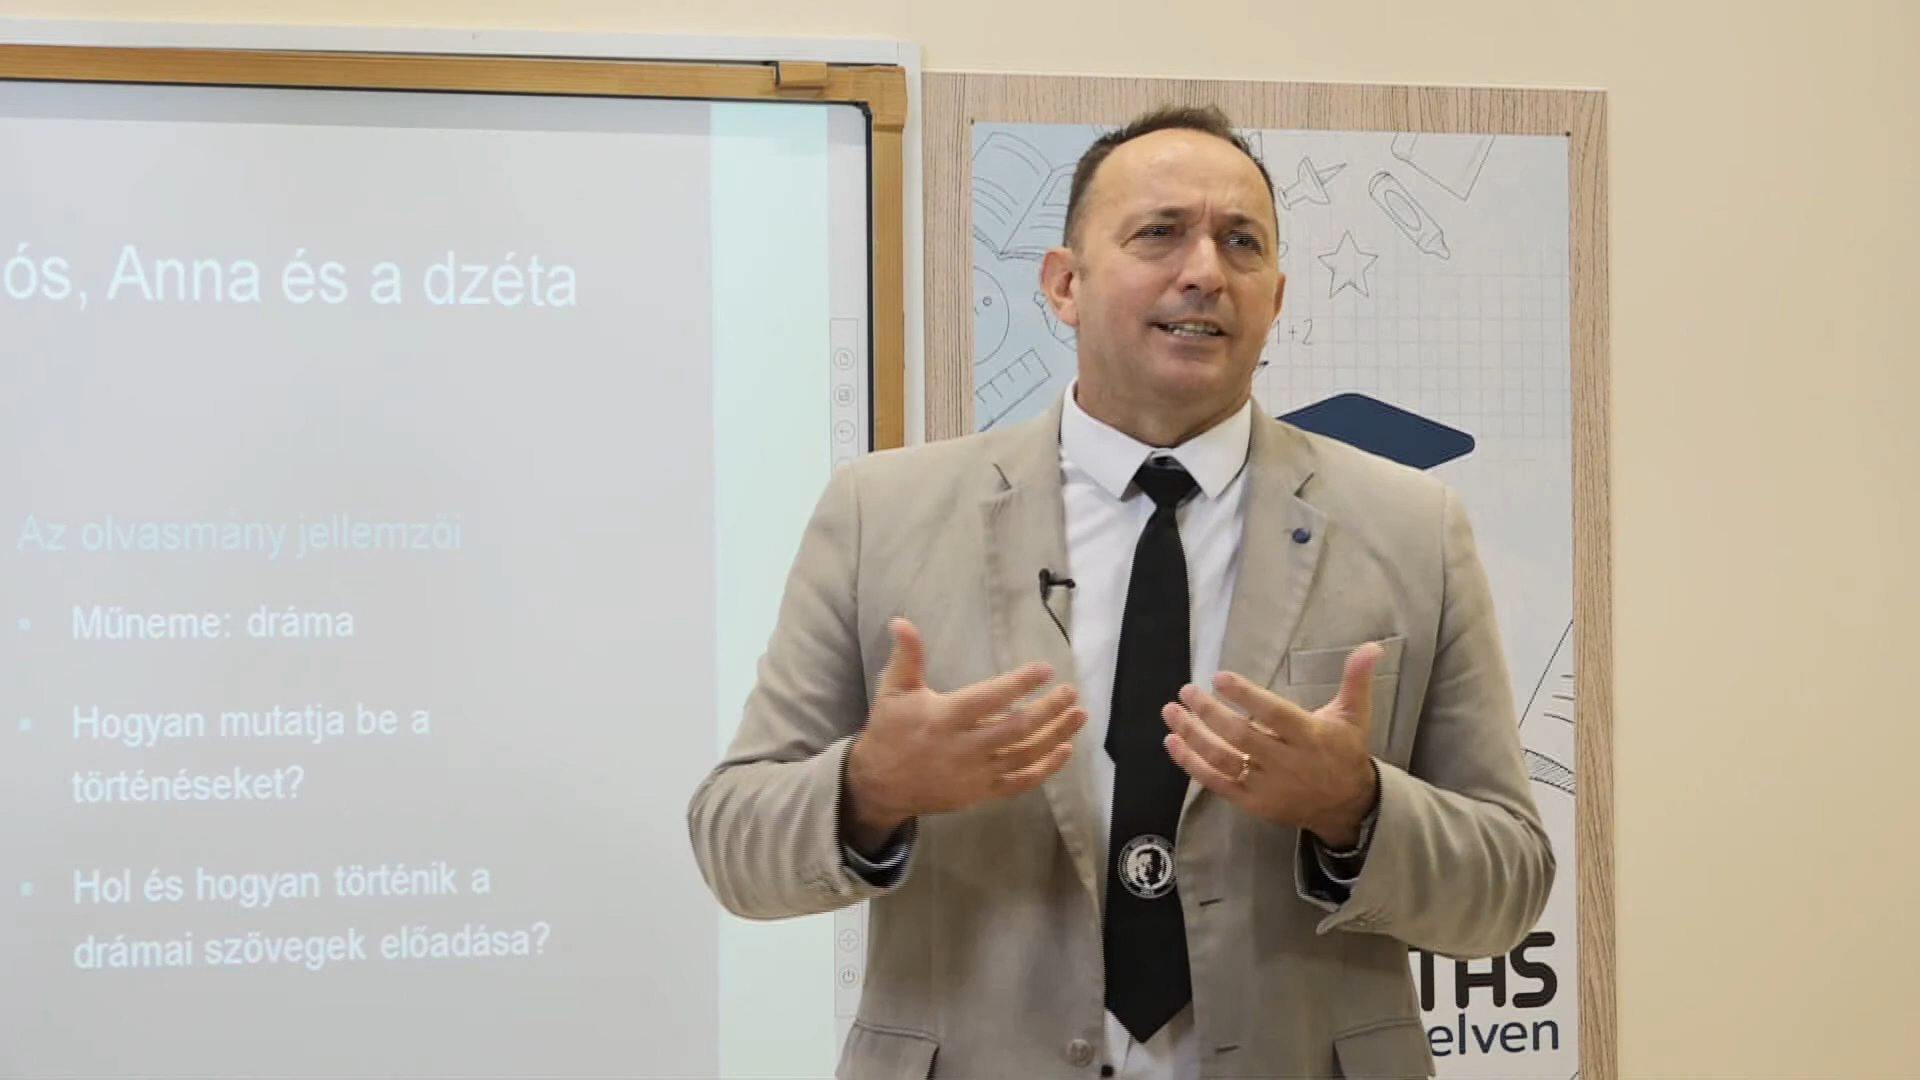 ós, Anna és a dzéta
Az olvasmány jellemzői
Műneme: dráma
Hogyan mutatja be a
történéseket?
Hol és hogyan történik a
drámai szövegek előadása?
1+2
THS
elven